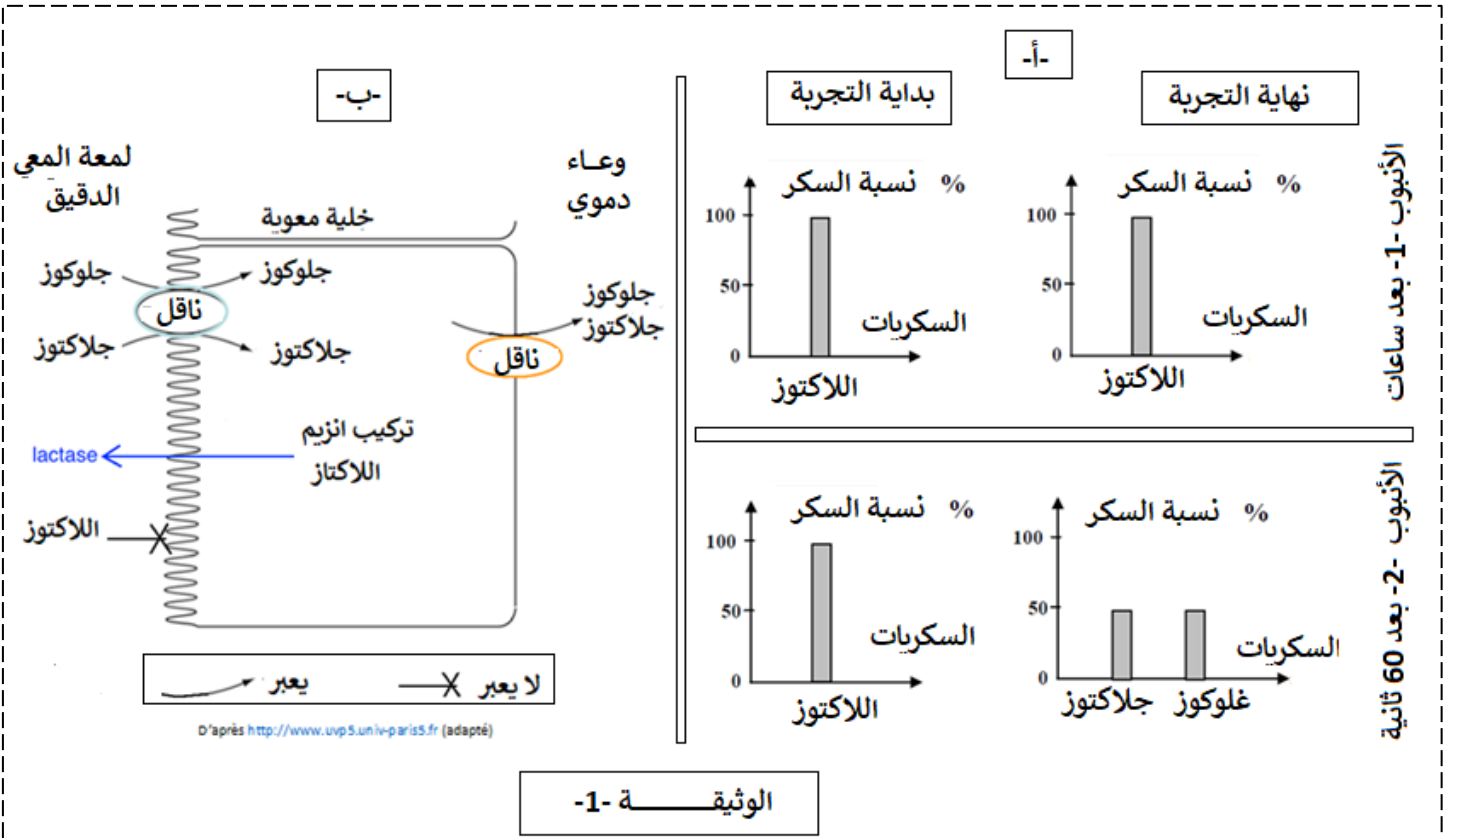 -أ-
بداية التجربة
نهاية التجربة
الأنبوب -1- بعد ساعات
نسبة السكر %
100
50
0
السكريات
اللاكتوز
نسبة السكر %
100
50
0
السكريات
اللاكتوز
الأنبوب -2- بعد 60 ثانية
نسبة السكر %
100
50
0
السكريات
اللاكتوز
نسبة السكر %
100
50
0
السكريات
جلاكتوز غلوكوز
-ب-
وعـاء
دموي
لمعة المعي
الدقيق
خلية معوية
جلوكوز
جلوكوز
ناقل
جلاكتوز
جلاكتوز
جلوكوز
جلاكتوز
ناقل
تركيب انزيم
اللاكتاز
lactase
اللاكتوز
يعبر
لا يعبر
D'après http://www.uvp5.univ-paris5.fr (adapté)
الوثيقـــــــــة -1-